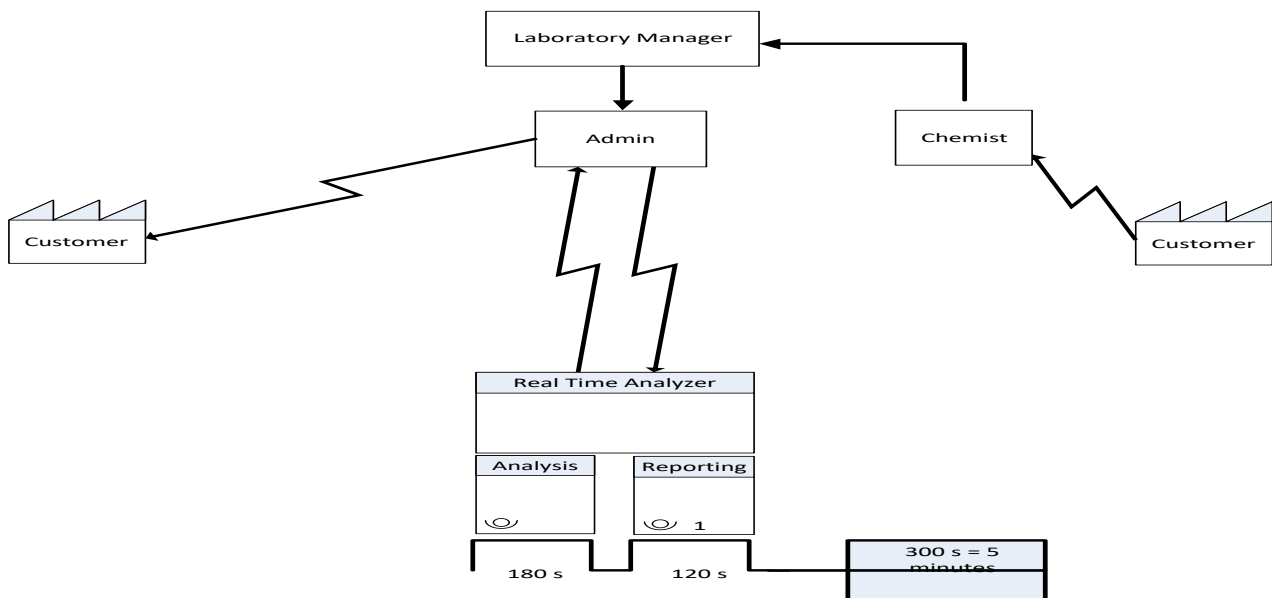 Laboratory Manager
Admin
Chemist
Customer
Customer
Real Time Analyzer
Analysis
Reporting
1
180 s
120 s
300 s = 5
minutes